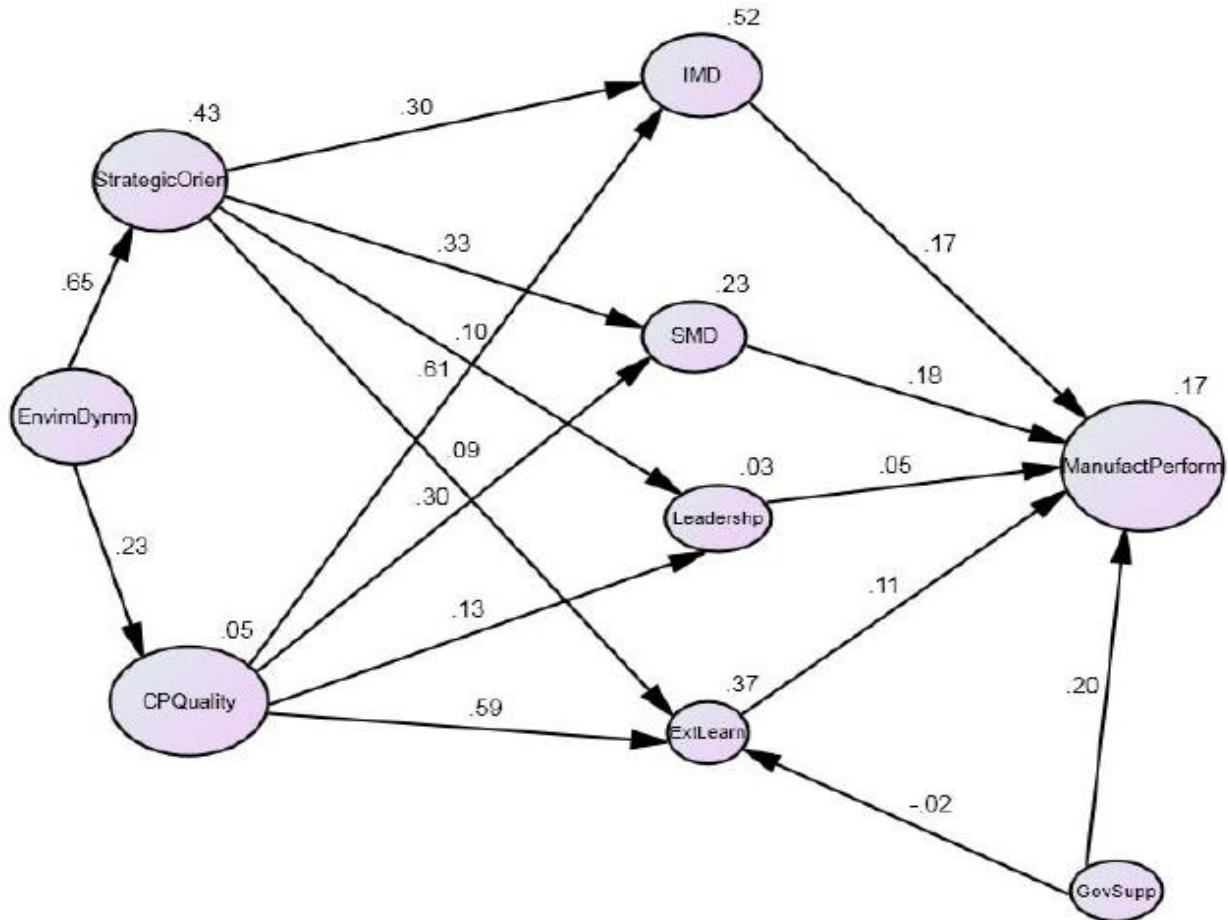 .52
IMD
.43
.30
StrategicOrien
.33
.17
.65
.23
SMD
.10
.61
.18
.17
EnvirnDynm
.09
.03
.05
ManufactPerform
.30
Leadershp
.23
.11
.13
.05
.37
CPQuality
.59
.20
ExtLearn
-.02
GovSupp